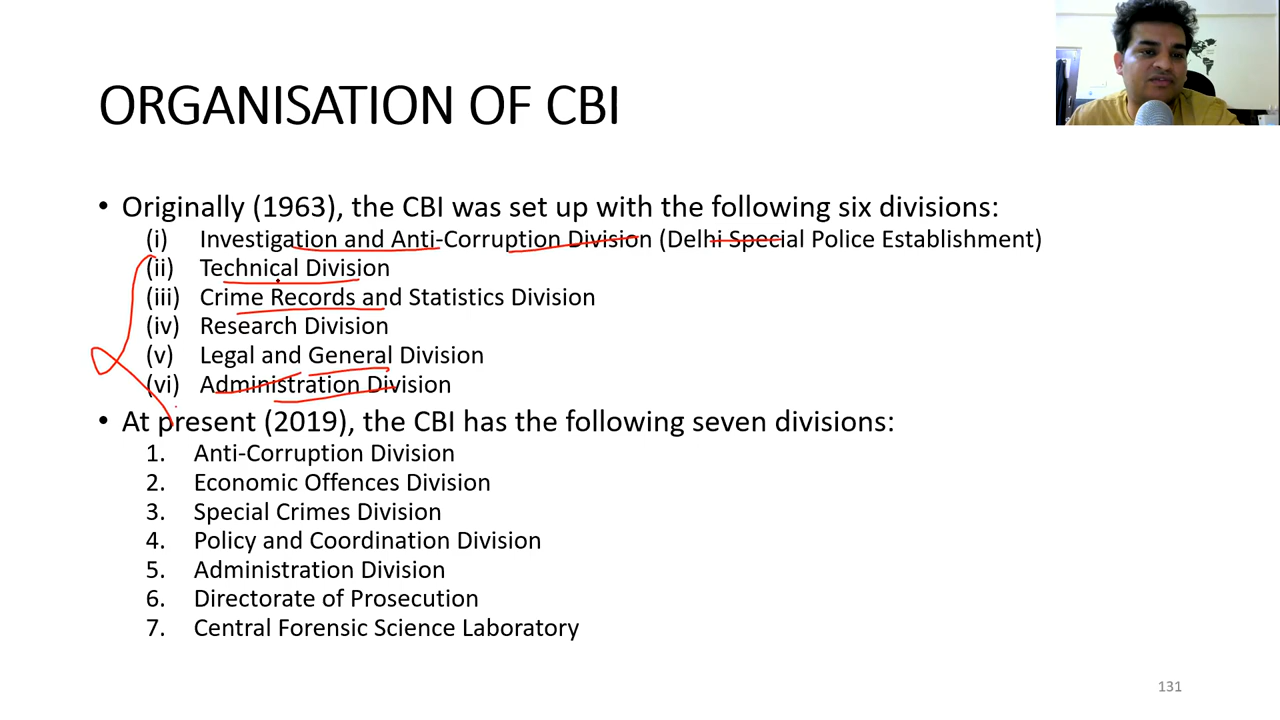 ORGANISATION OF CBI
• Originally (1963), the CBI was set up with the following six divisions:
(i) Investigation and Anti-Corruption Division (Delhi Special Police Establishment)
(ii) Technical Division
(iii) Crime Records and Statistics Division
(iv) Research Division
(v) Legal and General Division
(vi) Administration Division
• At present (2019), the CBI has the following seven divisions:
1. Anti-Corruption Division
2. Economic Offences Division
3. Special Crimes Division
4. Policy and Coordination Division
5. Administration Division
6. Directorate of Prosecution
7. Central Forensic Science Laboratory
131